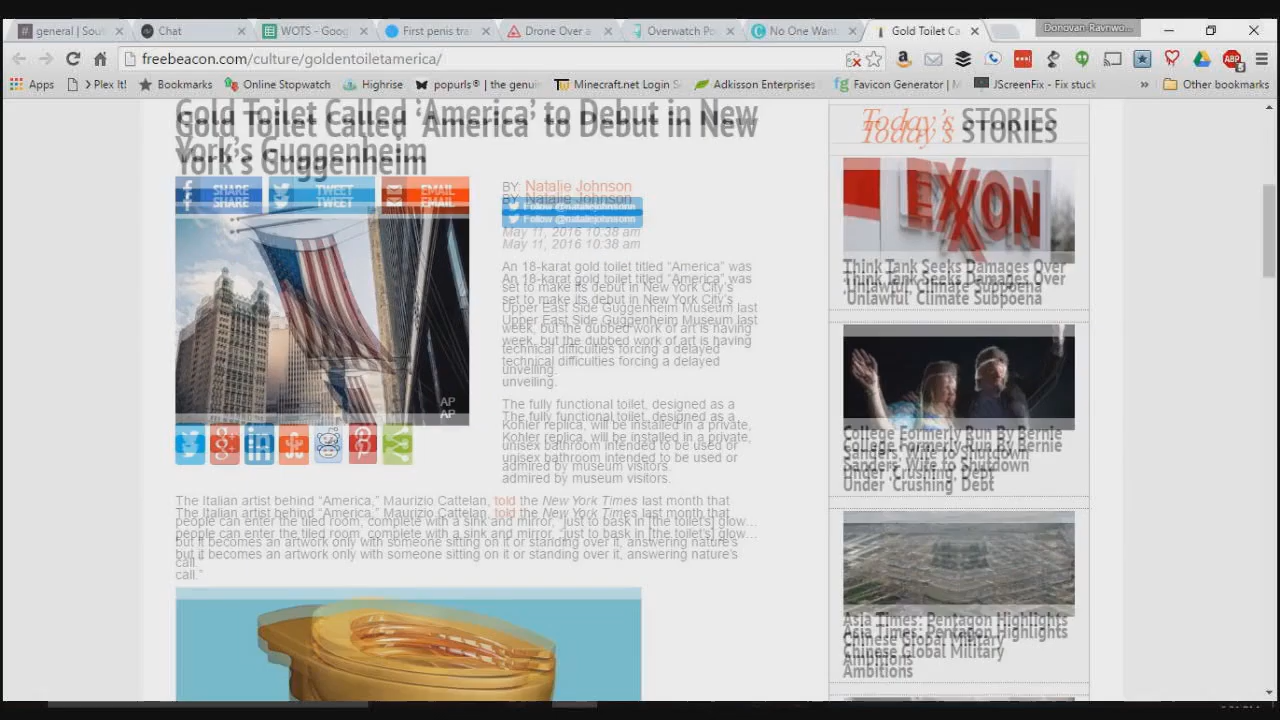 general | Sout
Chat
WOTS - Goog
First penis tra
Drone Over a
Overwatch Po
No One Want
Gold Toilet Ca
Donovan-Ravrwo...
freebeacon.com/culture/goldentoiletamerica/
ABP
Apps
> Plex It!
Bookmarks
Online Stopwatch
Highrise
popurls® | the genui
Minecraft.net Login S
Adkisson Enterprises
Favicon Generator | M
JScreenFix - Fix stuck
»
Other bookmarks
Gold Toilet Called ‘America’ to Debut in New
York’s Guggenheim
SHARE
TWEET
EMAIL
BY: Natalie Johnson
Follow @nataliejohnsonn
May 11, 2016 10:38 am
An 18-karat gold toilet titled “America” was
set to make its debut in New York City’s
Upper East Side Guggenheim Museum last
week, but the dubbed work of art is having
technical difficulties forcing a delayed
unveiling.
The fully functional toilet, designed as a
Kohler replica, will be installed in a private,
unisex bathroom intended to be used or
admired by museum visitors.
AP
The Italian artist behind “America,” Maurizio Cattelan, told the New York Times last month that
people can enter the tiled room, complete with a sink and mirror, “just to bask in [the toilet’s] glow…
but it becomes an artwork only with someone sitting on it or standing over it, answering nature’s
call.”
Today’s STORIES
EXXON
Think Tank Seeks Damages Over
‘Unlawful’ Climate Subpoena
College Formerly Run By Bernie
Sanders’ Wife to Shutdown
Under ‘Crushing’ Debt
Asia Times: Pentagon Highlights
Chinese Global Military
Ambitions